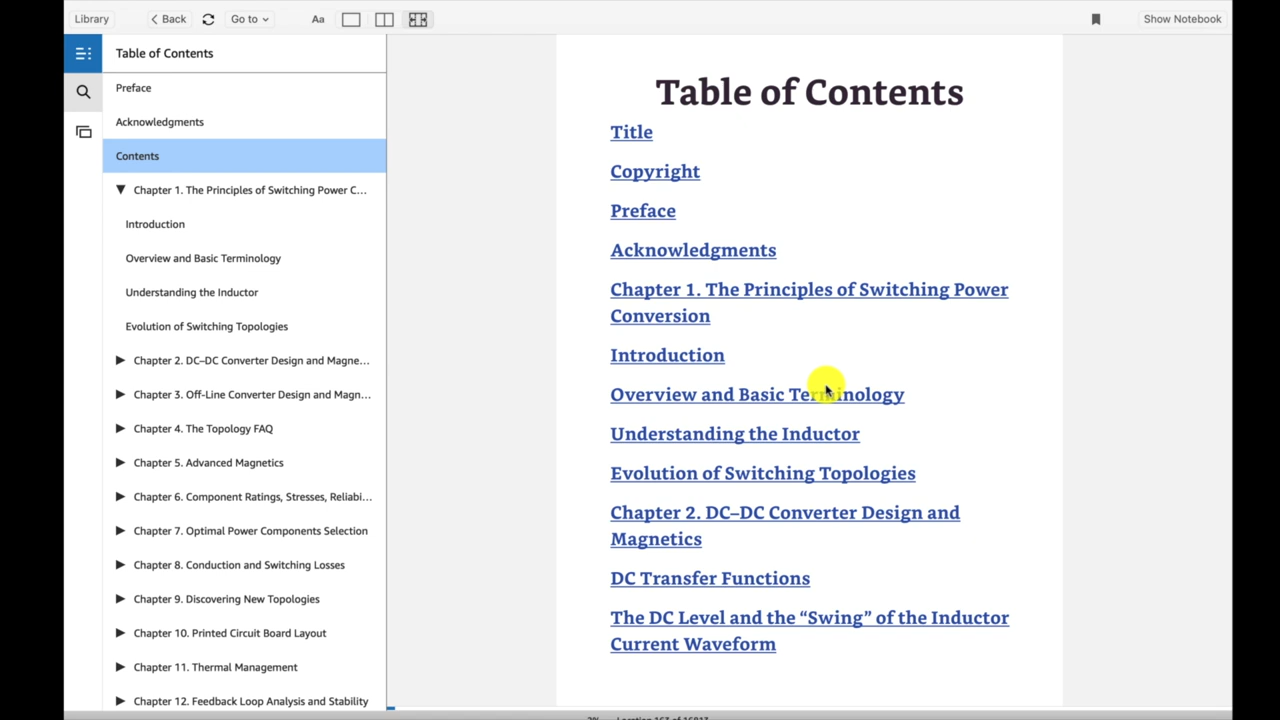 Library
Back
Go to
Aa
Show Notebook
Table of Contents
Preface
Acknowledgments
Contents
Chapter 1. The Principles of Switching Power C...
Introduction
Overview and Basic Terminology
Understanding the Inductor
Evolution of Switching Topologies
Chapter 2. DC–DC Converter Design and Magne...
Chapter 3. Off-Line Converter Design and Magn...
Chapter 4. The Topology FAQ
Chapter 5. Advanced Magnetics
Chapter 6. Component Ratings, Stresses, Reliabi...
Chapter 7. Optimal Power Components Selection
Chapter 8. Conduction and Switching Losses
Chapter 9. Discovering New Topologies
Chapter 10. Printed Circuit Board Layout
Chapter 11. Thermal Management
Chapter 12. Feedback Loop Analysis and Stability
Table of Contents
Title
Copyright
Preface
Acknowledgments
Chapter 1. The Principles of Switching Power
Conversion
Introduction
Overview and Basic Terminology
Understanding the Inductor
Evolution of Switching Topologies
Chapter 2. DC–DC Converter Design and
Magnetics
DC Transfer Functions
The DC Level and the “Swing” of the Inductor
Current Waveform